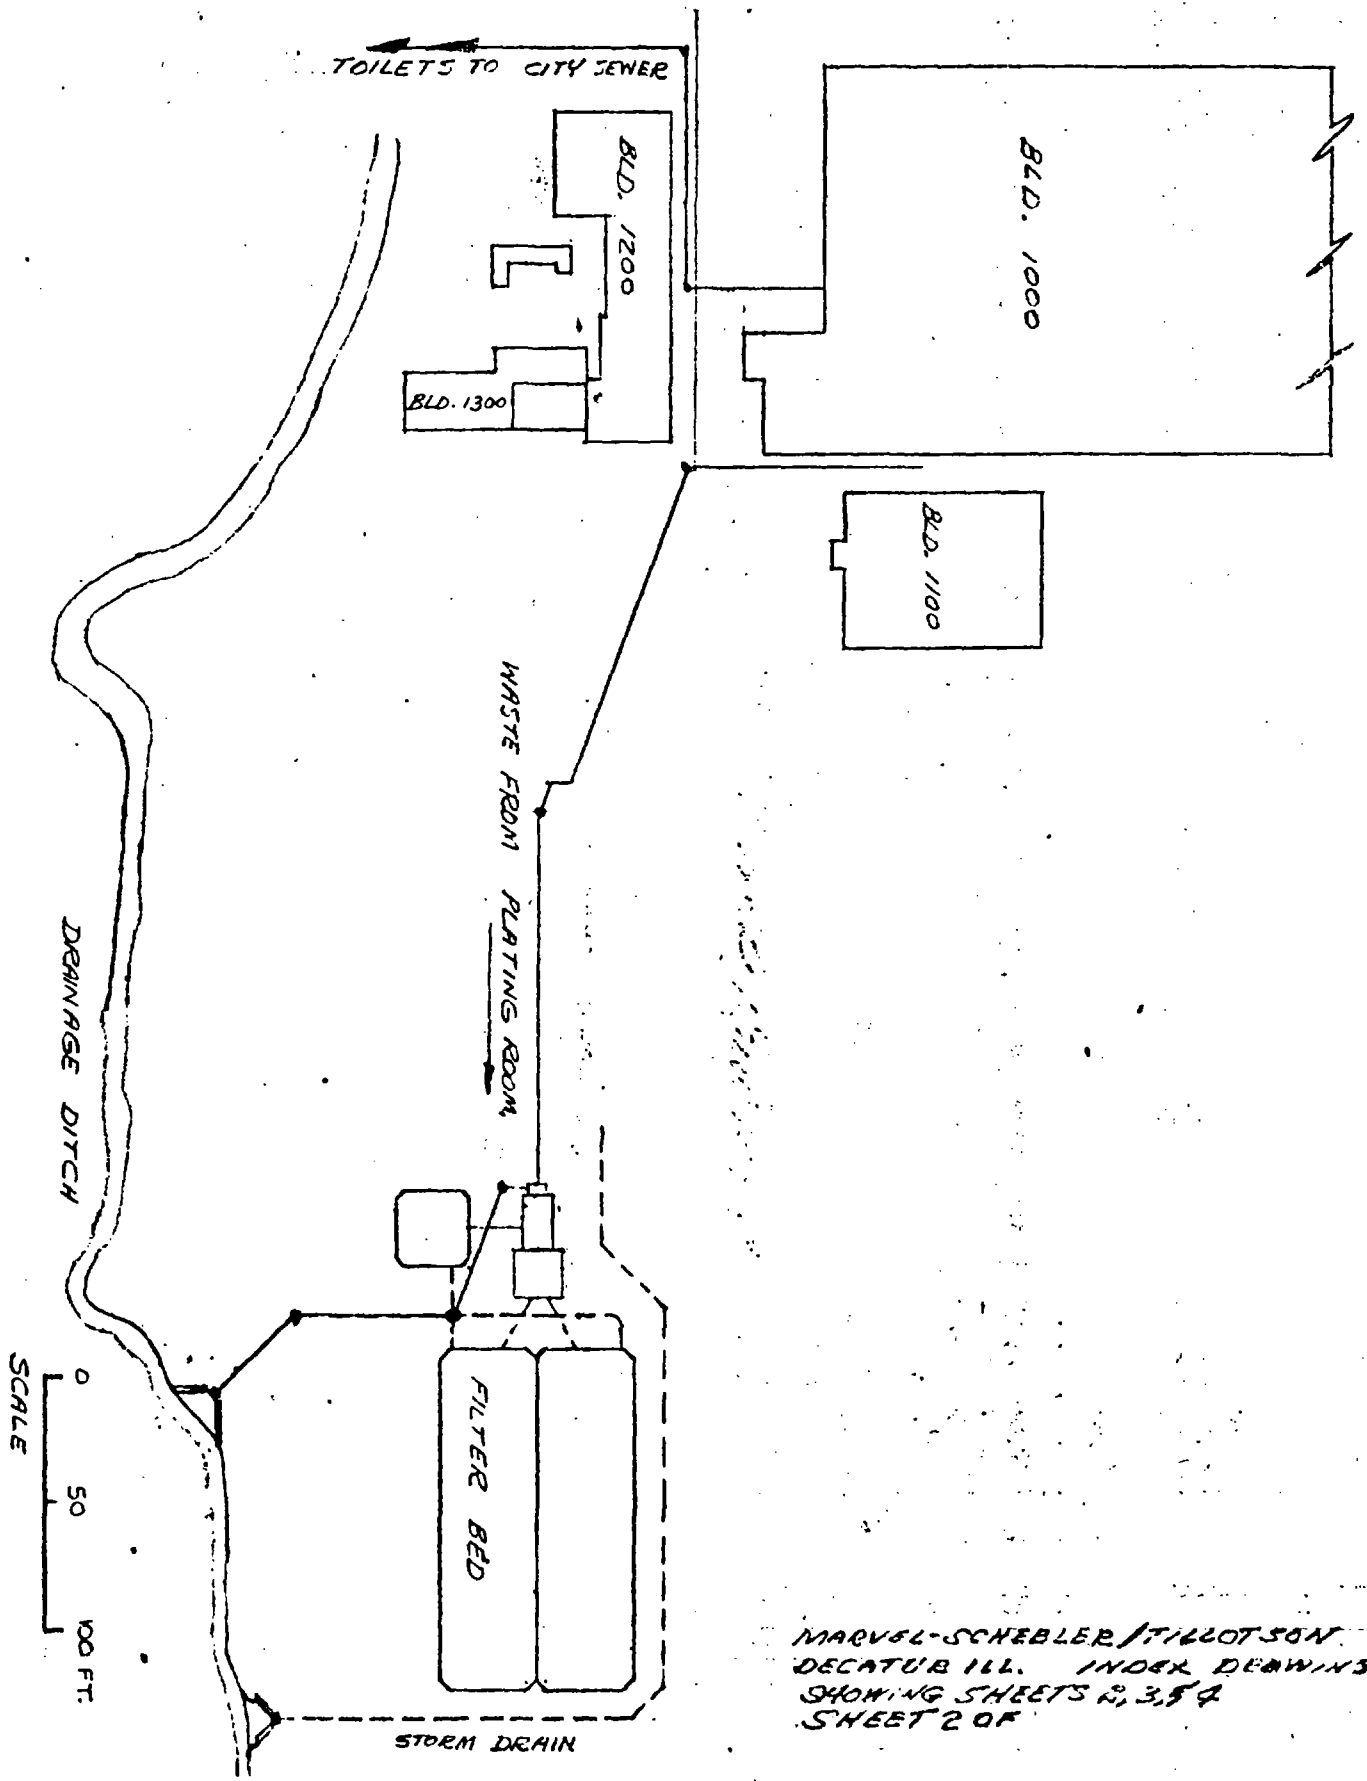 TOILETS TO CITY SEWER
BLD. 1000
BLD. 1200
BLD. 1300
BLD. 1100
WASTE FROM PLATING ROOM
DRAINAGE DITCH
FILTER BED
0 50 100 FT.
SCALE
STORM DRAIN
MARVEL-SCHEBLER/TILLOTSON
DECATUR ILL. INDEX DRAWING
SHOWING SHEETS 2, 3, & 4
SHEET 2 OF